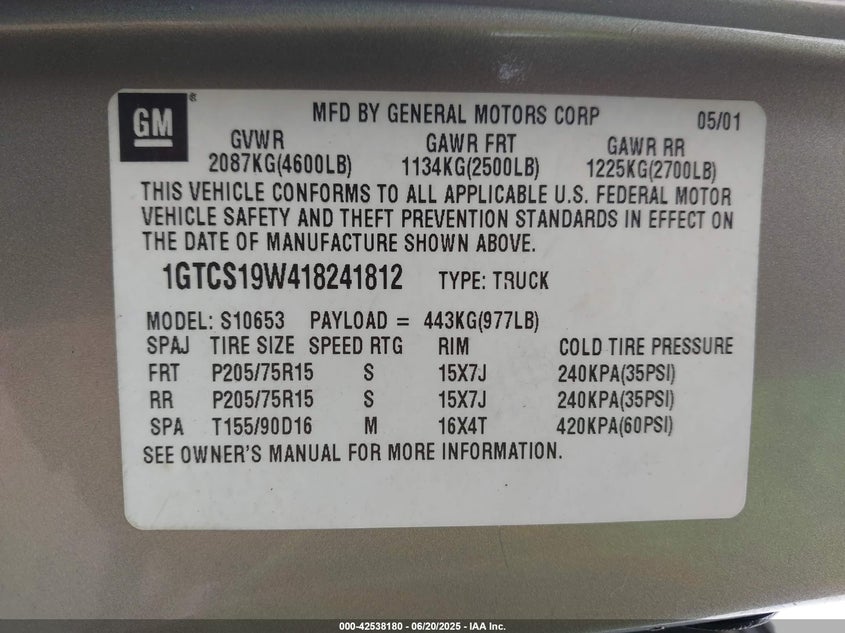 GM ® MFD BY GENERAL MOTORS CORP 05/01
GVWR GAWR FRT GAWR RR
2087KG(4600LB) 1134KG(2500LB) 1225KG(2700LB)
THIS VEHICLE CONFORMS TO ALL APPLICABLE U.S. FEDERAL MOTOR
VEHICLE SAFETY AND THEFT PREVENTION STANDARDS IN EFFECT ON
THE DATE OF MANUFACTURE SHOWN ABOVE.
1GTCS19W418241812 TYPE: TRUCK
MODEL: S10653 PAYLOAD = 443KG(977LB)
SPAJ TIRE SIZE SPEED RTG RIM COLD TIRE PRESSURE
FRT P205/75R15 S 15X7J 240KPA(35PSI)
RR P205/75R15 S 15X7J 240KPA(35PSI)
SPA T155/90D16 M 16X4T 420KPA(60PSI)
SEE OWNER'S MANUAL FOR MORE INFORMATION.
000-42538180 - 06/20/2025 - IAA Inc.